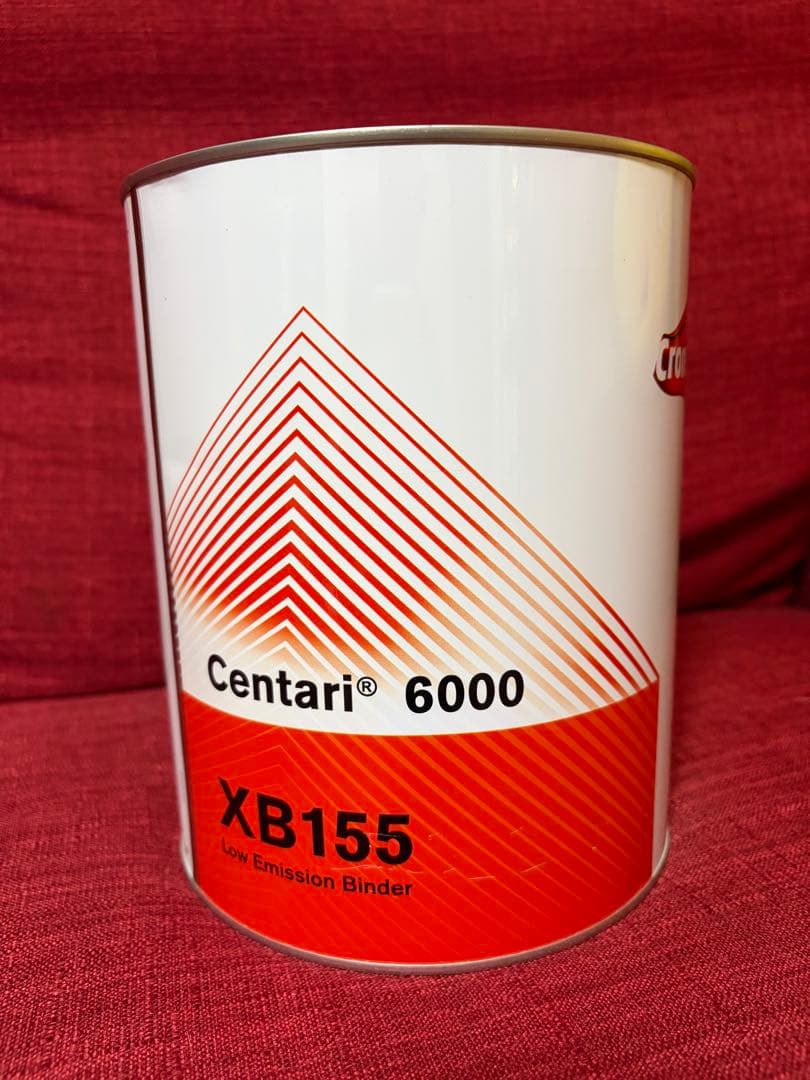 Centari® 6000
XB155
Low Emission Binder